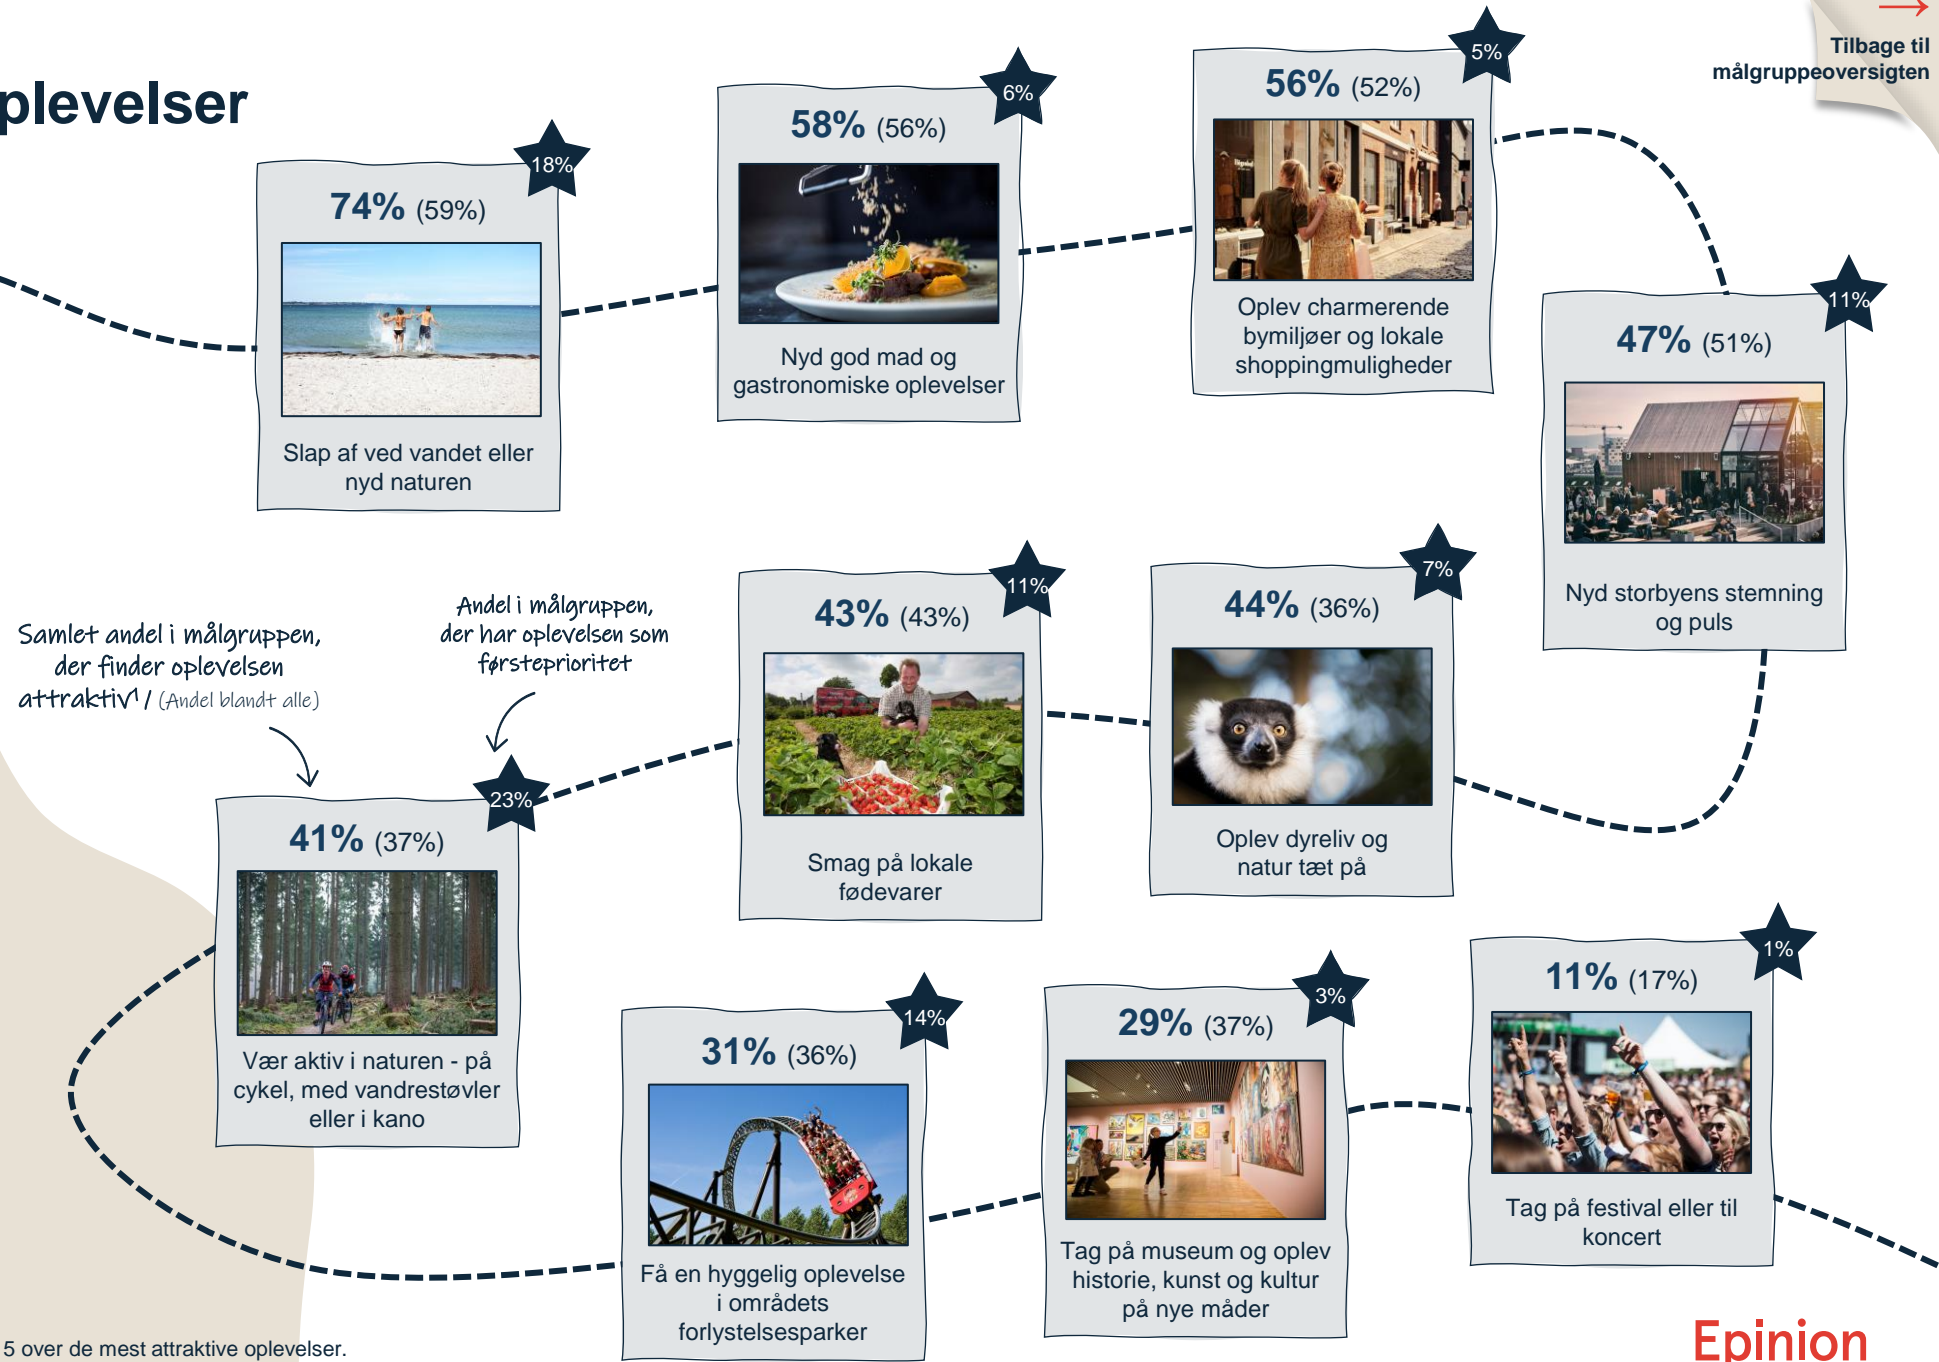 plevelser
Tilbage til
målgruppeoversigten
18%
74% (59%)
Slap af ved vandet eller
nyd naturen
6%
58% (56%)
Nyd god mad og
gastronomiske oplevelser
5%
56% (52%)
Oplev charmerende
bymiljøer og lokale
shoppingmuligheder
11%
47% (51%)
Nyd storbyens stemning
og puls
7%
44% (36%)
Oplev dyreliv og
natur tæt på
11%
43% (43%)
Smag på lokale
fødevarer
Samlet andel i målgruppen,
der finder oplevelsen
attraktiv¹ / (Andel blandt alle)
Andel i målgruppen,
der har oplevelsen som
førsteprioritet
23%
41% (37%)
Vær aktiv i naturen - på
cykel, med vandrestøvler
eller i kano
14%
31% (36%)
Få en hyggelig oplevelse
i områdets
forlystelsesparker
3%
29% (37%)
Tag på museum og oplev
historie, kunst og kultur
på nye måder
1%
11% (17%)
Tag på festival eller til
koncert
5 over de mest attraktive oplevelser.
Epinion